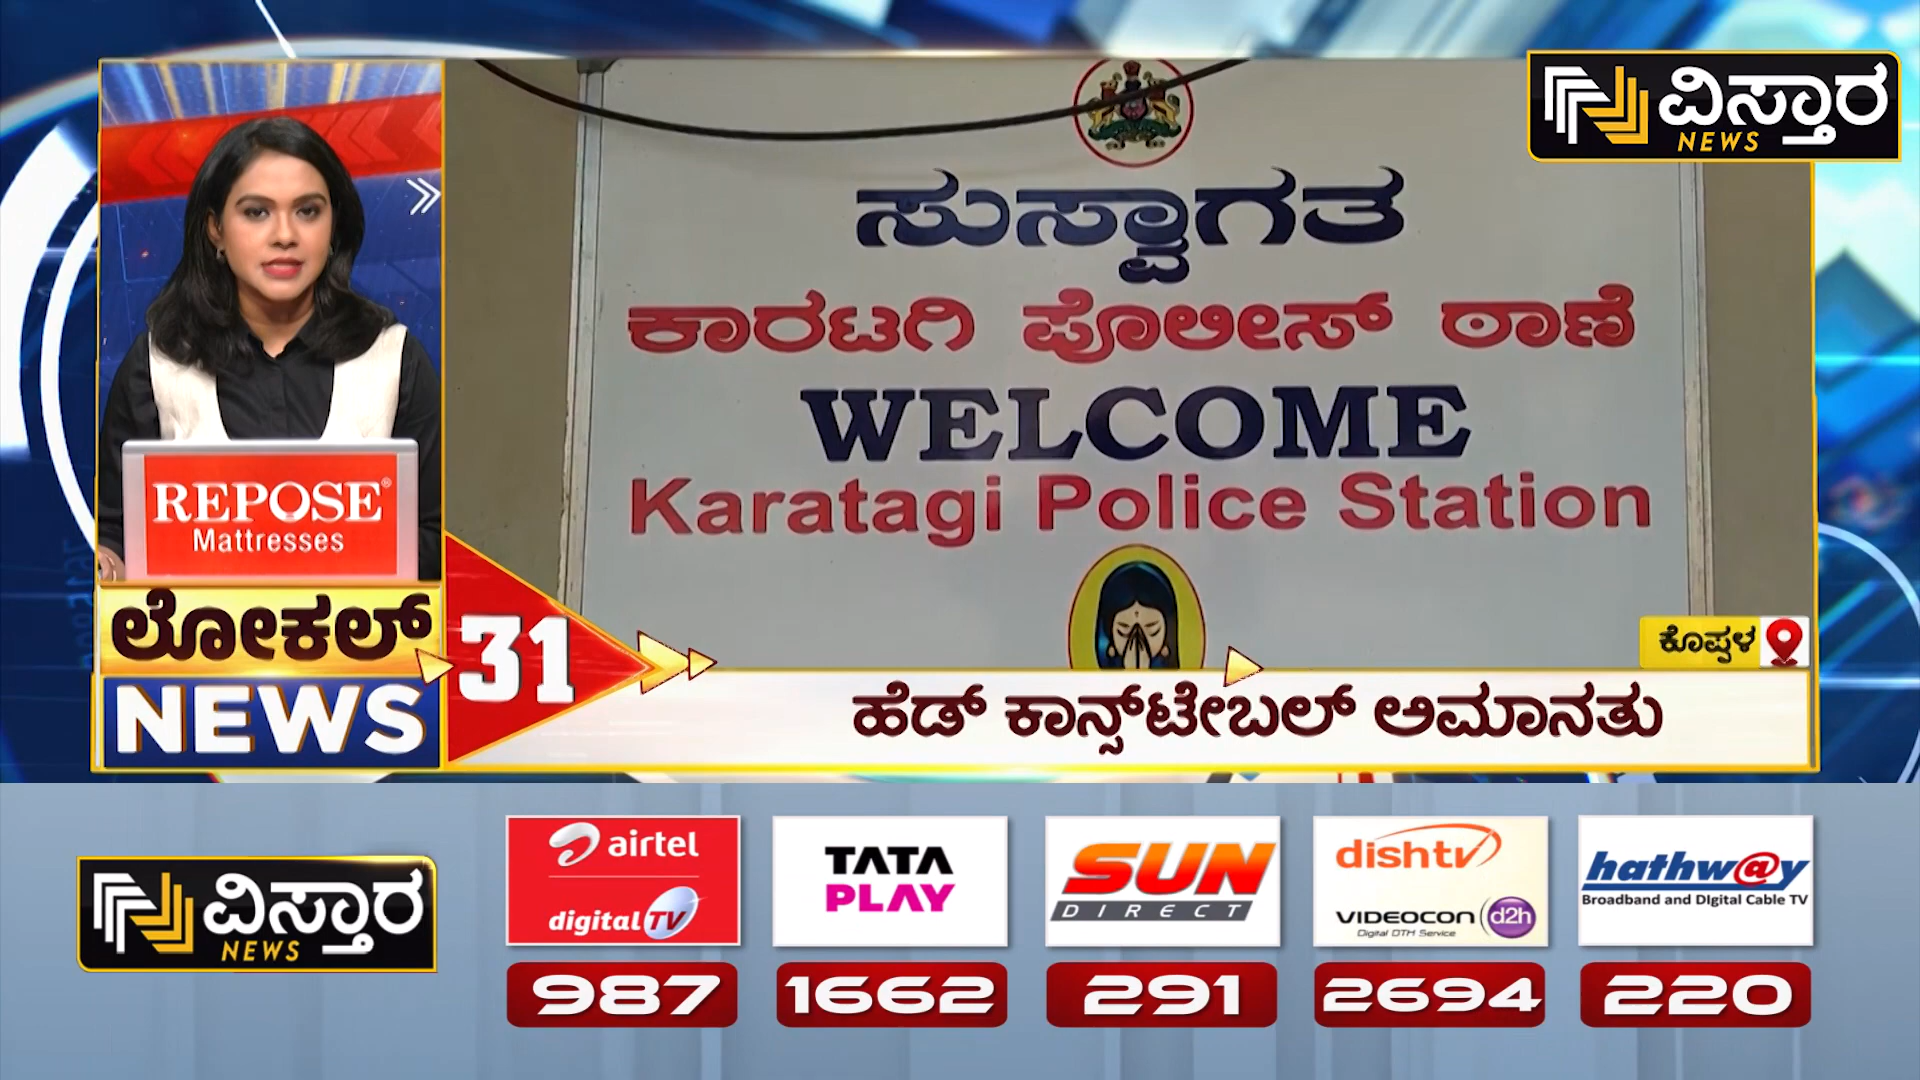 ವಿಸ್ತಾರ
NEWS
ಸುಸ್ವಾಗತ
ಕಾರಟಗಿ ಪೊಲೀಸ್ ಠಾಣೆ
WELCOME
Karatagi Police Station
REPOSE®
Mattresses
ಲೋಕಲ್
NEWS
31
ಕೊಪ್ಪಳ
ಹೆಡ್ ಕಾನ್ಸ್‌ಟೇಬಲ್ ಅಮಾನತು
ವಿಸ್ತಾರ
NEWS
airtel
digital TV
987
TATA
PLAY
1662
SUN
DIRECT
291
dishtv
VIDEOCON d2h
Digital DTH Service
2694
hathw@y
Broadband and Digital Cable TV
220